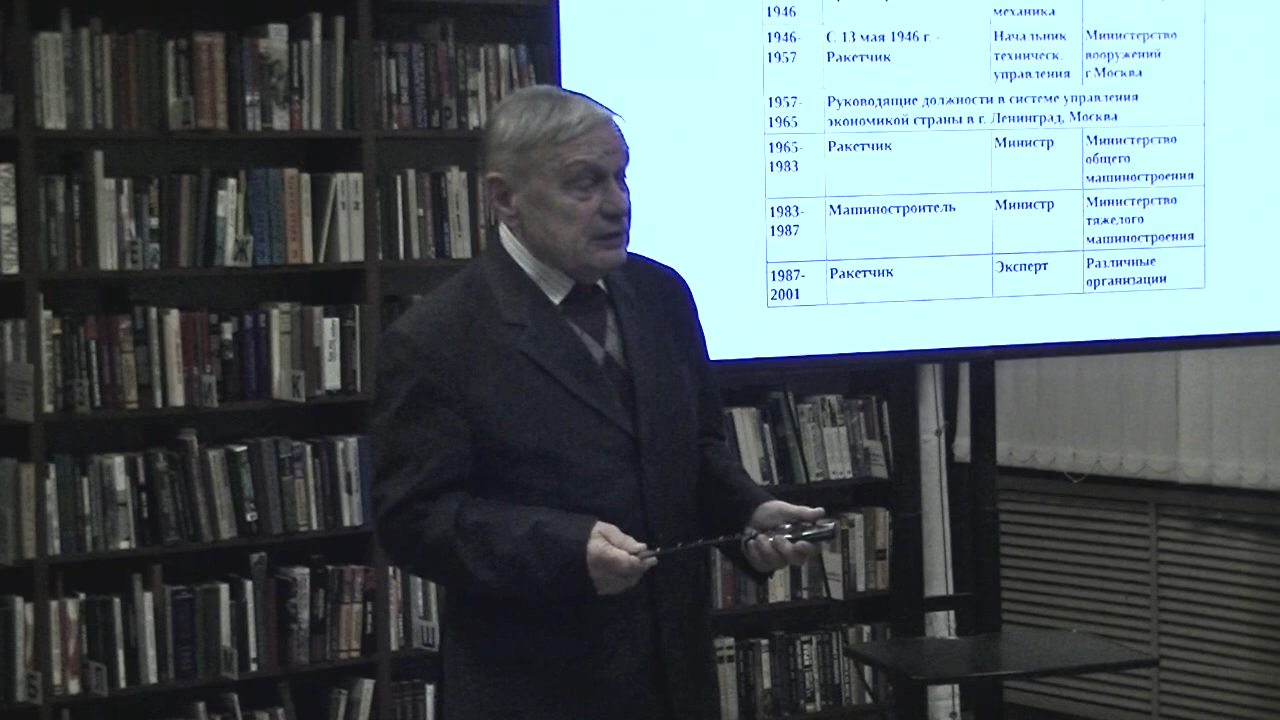 1946
механика
1946- С 13 мая 1946 г. - Начальник Министерство
1957 Ракетчик техническ. вооружений
управления г Москва
1957- Руководящие должности в системе управления
1965 экономикой страны в г. Ленинград, Москва
1965- Ракетчик Министр Министерство
1983 общего
машиностроения
1983- Машиностроитель Министр Министерство
1987 тяжелого
машиностроения
1987- Ракетчик Эксперт Различные
2001 организации